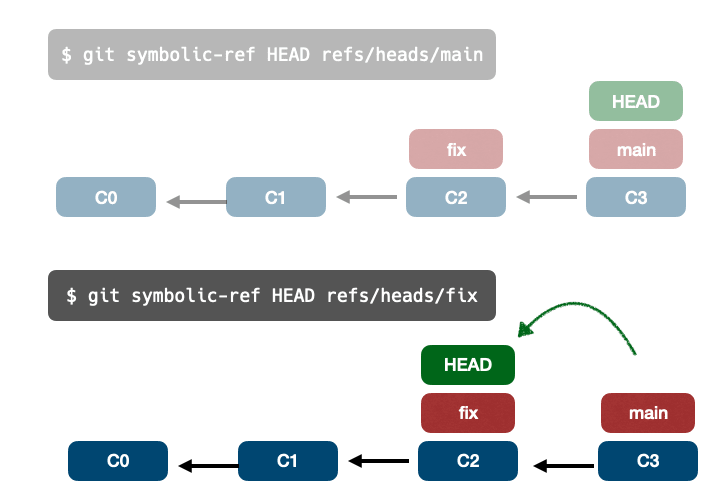 $ git symbolic-ref HEAD refs/heads/main
HEAD
fix main
C0 C1 C2 C3
$ git symbolic-ref HEAD refs/heads/fix
HEAD
fix main
C0 C1 C2 C3